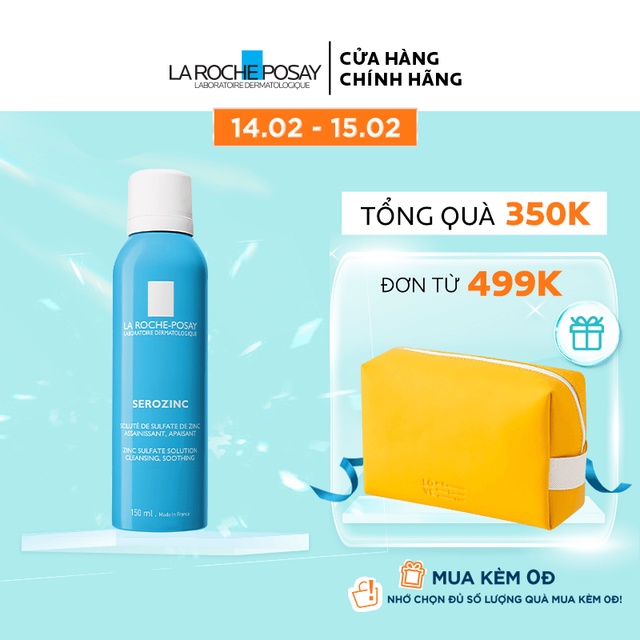 LA ROCHE POSAY
LABORATOIRE DERMATOLOGIQUE
CỬA HÀNG
CHÍNH HÃNG
14.02 - 15.02
TỔNG QUÀ 350K
ĐƠN TỪ 499K
LA ROCHE-POSAY
LABORATOIRE DERMATOLOGIQUE
SEROZINC
SOLUTÉ DE SULFATE DE ZINC
ASSAINISSANT, APAISANT
ZINC SULFATE SOLUTION
CLEANSING, SOOTHING
150 ml - Made in France
MUA KÈM 0Đ
NHỚ CHỌN ĐỦ SỐ LƯỢNG QUÀ MUA KÈM 0Đ!